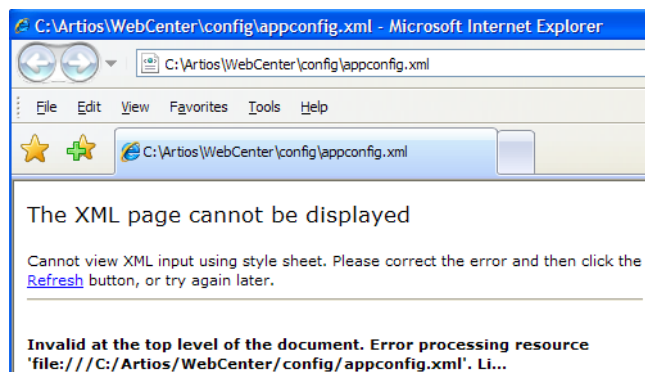 C:\Artios\WebCenter\config\appconfig.xml - Microsoft Internet Explorer
C:\Artios\WebCenter\config\appconfig.xml
File Edit View Favorites Tools Help
C:\Artios\WebCenter\config\appconfig.xml
The XML page cannot be displayed
Cannot view XML input using style sheet. Please correct the error and then click the
Refresh button, or try again later.
Invalid at the top level of the document. Error processing resource
'file:///C:/Artios/WebCenter/config/appconfig.xml'. Li...